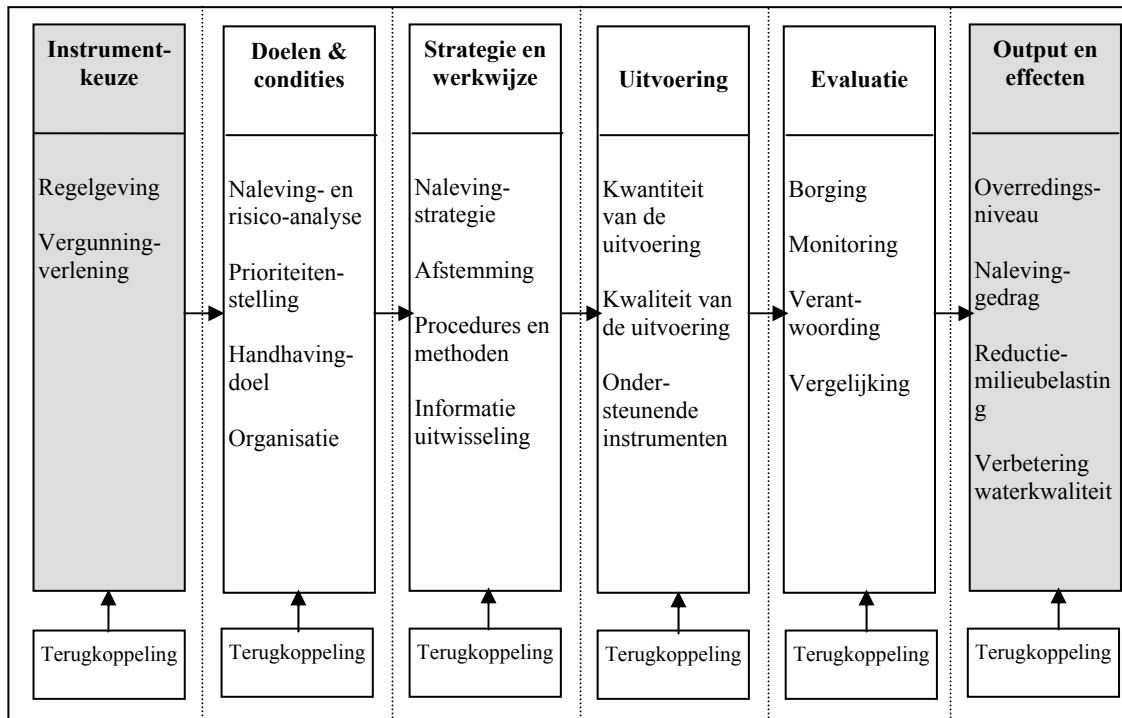 Instrument-
keuze
Regelgeving
Vergunning-
verlening
Terugkoppeling
Doelen &
condities
Naleving- en
risico-analyse
Prioriteiten-
stelling
Handhaving-
doel
Organisatie
Terugkoppeling
Strategie en
werkwijze
Naleving-
strategie
Afstemming
Procedures en
methoden
Informatie
uitwisseling
Terugkoppeling
Uitvoering
Kwantiteit
van de
uitvoering
Kwaliteit van
de uitvoering
Onder-
steunende
instrumenten
Terugkoppeling
Evaluatie
Borging
Monitoring
Verant-
woording
Vergelijking
Terugkoppeling
Output en
effecten
Overredings-
niveau
Naleving-
gedrag
Reductie-
milieubelastin
g
Verbetering
waterkwaliteit
Terugkoppeling